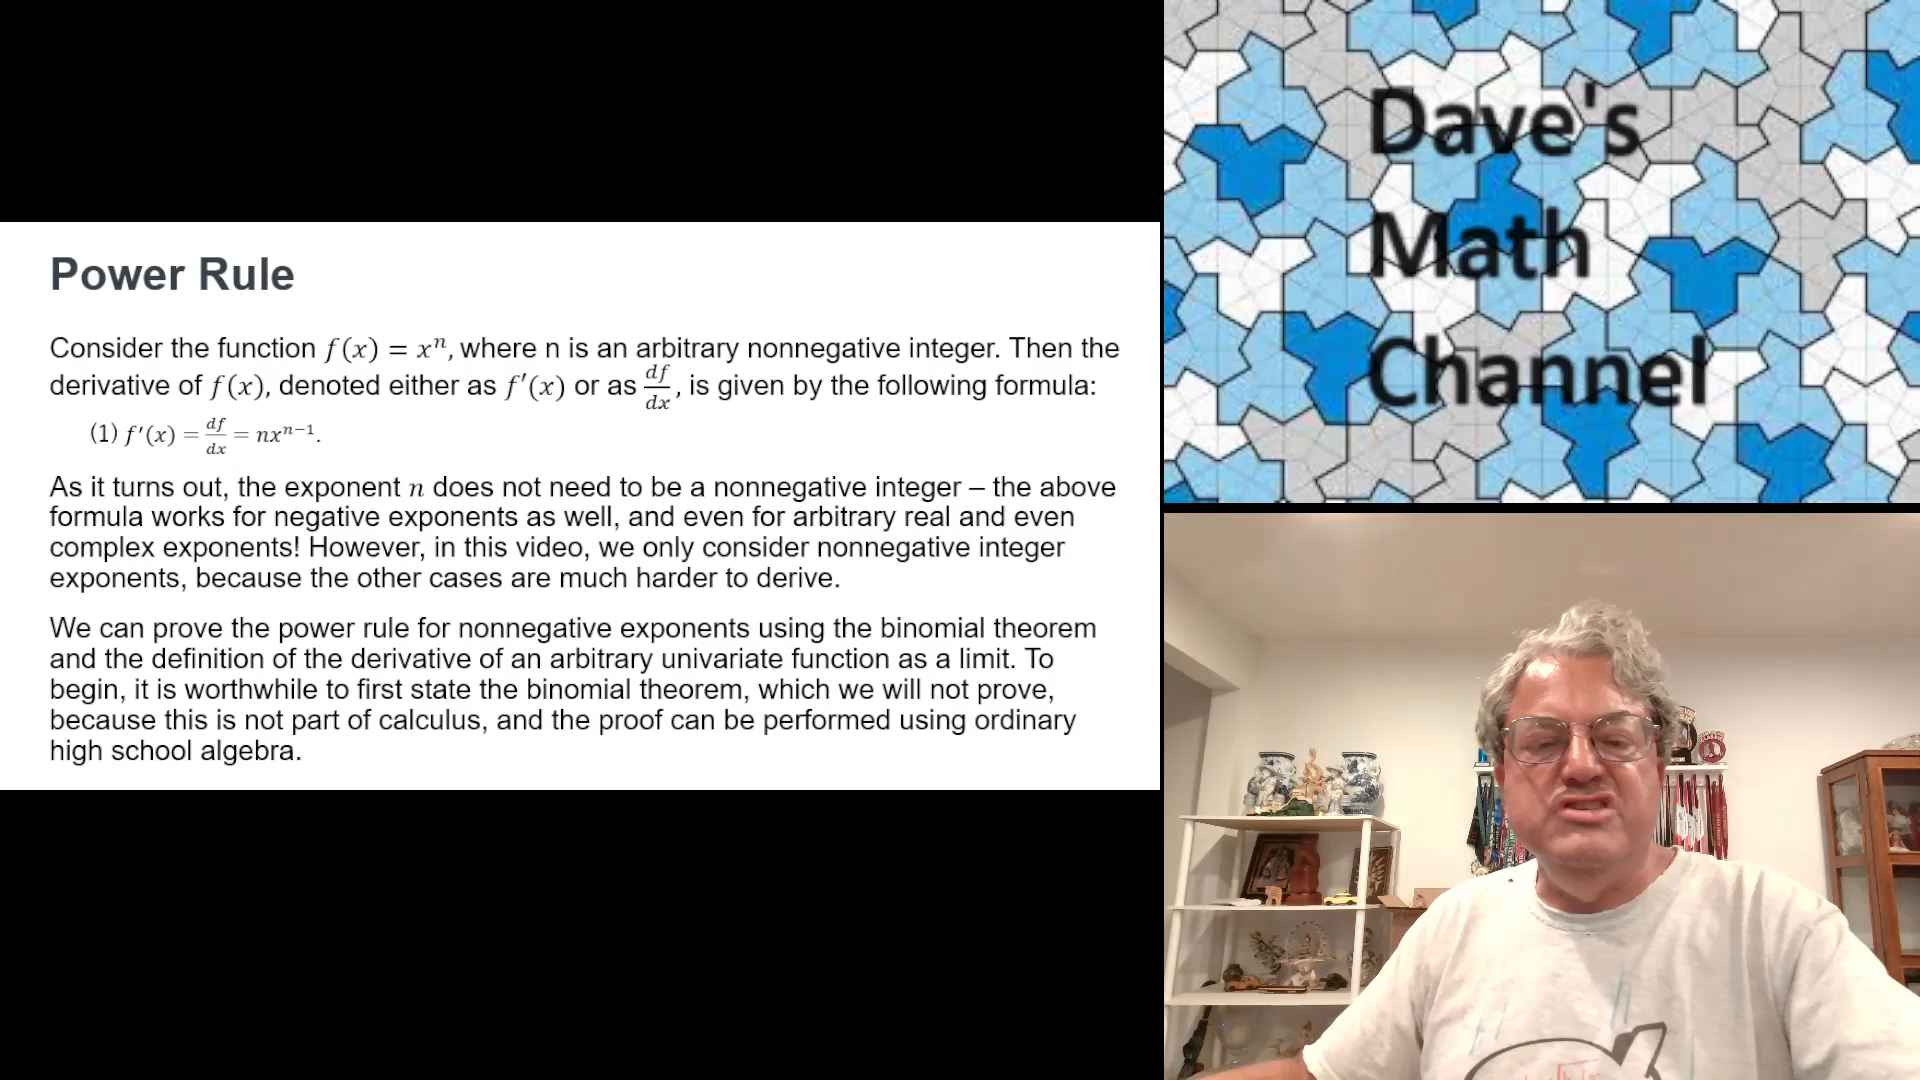 Power Rule
Consider the function f(x) = xⁿ, where n is an arbitrary nonnegative integer. Then the
derivative of f(x), denoted either as f′(x) or as df/dx, is given by the following formula:
(1) f′(x) = df/dx = nxⁿ⁻¹.
As it turns out, the exponent n does not need to be a nonnegative integer – the above
formula works for negative exponents as well, and even for arbitrary real and even
complex exponents! However, in this video, we only consider nonnegative integer
exponents, because the other cases are much harder to derive.
We can prove the power rule for nonnegative exponents using the binomial theorem
and the definition of the derivative of an arbitrary univariate function as a limit. To
begin, it is worthwhile to first state the binomial theorem, which we will not prove,
because this is not part of calculus, and the proof can be performed using ordinary
high school algebra.
Dave's
Math
Channel